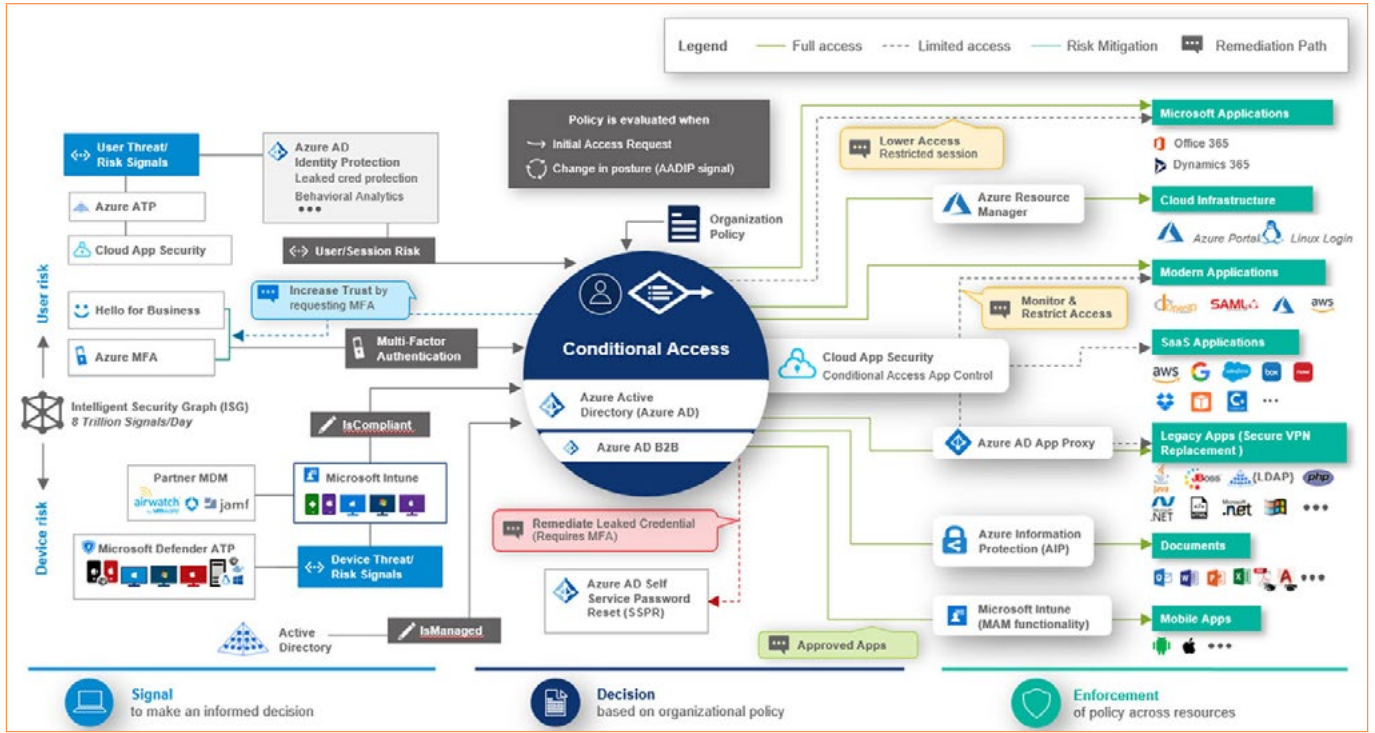 Legend
Full access
Limited access
Risk Mitigation
Remediation Path
User Threat/
Risk Signals
Azure ATP
Cloud App Security
Azure AD
Identity Protection
Leaked cred protection
Behavioral Analytics
User/Session Risk
Policy is evaluated when
Initial Access Request
Change in posture (AADIP signal)
Organization
Policy
User risk
Device risk
Hello for Business
Azure MFA
Increase Trust by
requesting MFA
Multi-Factor
Authentication
Intelligent Security Graph (ISG)
8 Trillion Signals/Day
IsCompliant
Partner MDM
airwatch
by vmware
jamf
Microsoft Intune
Microsoft Defender ATP
Device Threat/
Risk Signals
Active
Directory
IsManaged
Conditional Access
Azure Active
Directory (Azure AD)
Azure AD B2B
Remediate Leaked Credential
(Requires MFA)
Azure AD Self
Service Password
Reset (SSPR)
Lower Access
Restricted session
Azure Resource
Manager
Monitor &
Restrict Access
Cloud App Security
Conditional Access App Control
Azure AD App Proxy
Azure Information
Protection (AIP)
Microsoft Intune
(MAM functionality)
Approved Apps
Microsoft Applications
Office 365
Dynamics 365
Cloud Infrastructure
Azure Portal
Linux Login
Modern Applications
SAML
aws
SaaS Applications
aws
box
Legacy Apps (Secure VPN
Replacement )
Java
JBoss
(LDAP)
php
.NET
.net
Documents
Mobile Apps
Signal
to make an informed decision
Decision
based on organizational policy
Enforcement
of policy across resources